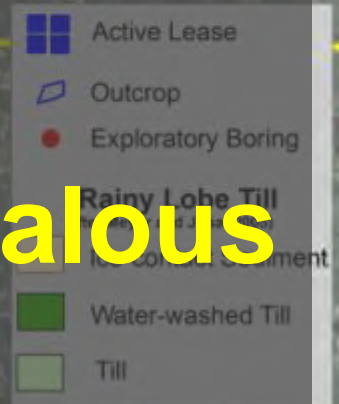 Active Lease
Outcrop
Exploratory Boring
Rainy Lobe Till
alous
Ice-contact Sediment
Water-washed Till
Till